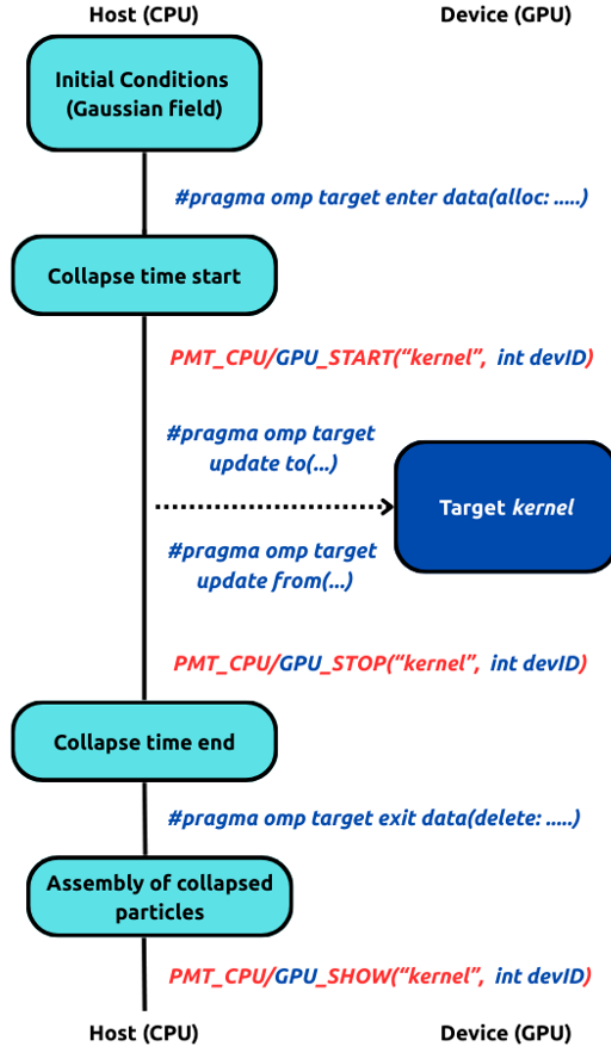 Host (CPU) Device (GPU)
Initial Conditions
(Gaussian field)
#pragma omp target enter data(alloc: .....)
Collapse time start
PMT_CPU/GPU_START(“kernel”, int devID)
#pragma omp target
update to(...)
Target kernel
#pragma omp target
update from(...)
PMT_CPU/GPU_STOP(“kernel”, int devID)
Collapse time end
#pragma omp target exit data(delete: .....)
Assembly of collapsed
particles
PMT_CPU/GPU_SHOW(“kernel”, int devID)
Host (CPU) Device (GPU)